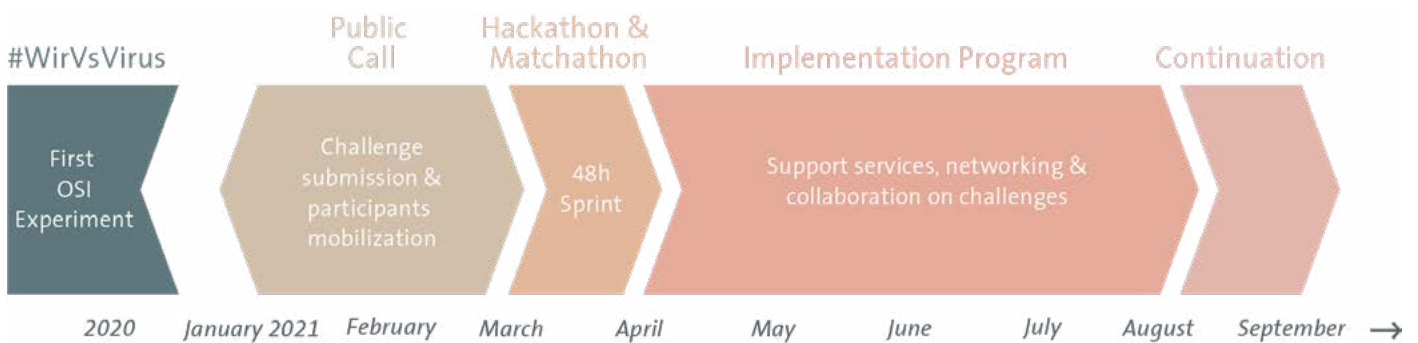 #WirVsVirus
Public
Call
Hackathon &
Matchathon
Implementation Program
Continuation
First
OSI
Experiment
Challenge
submission &
participants
mobilization
48h
Sprint
Support services, networking &
collaboration on challenges
2020 January 2021 February March April May June July August September →